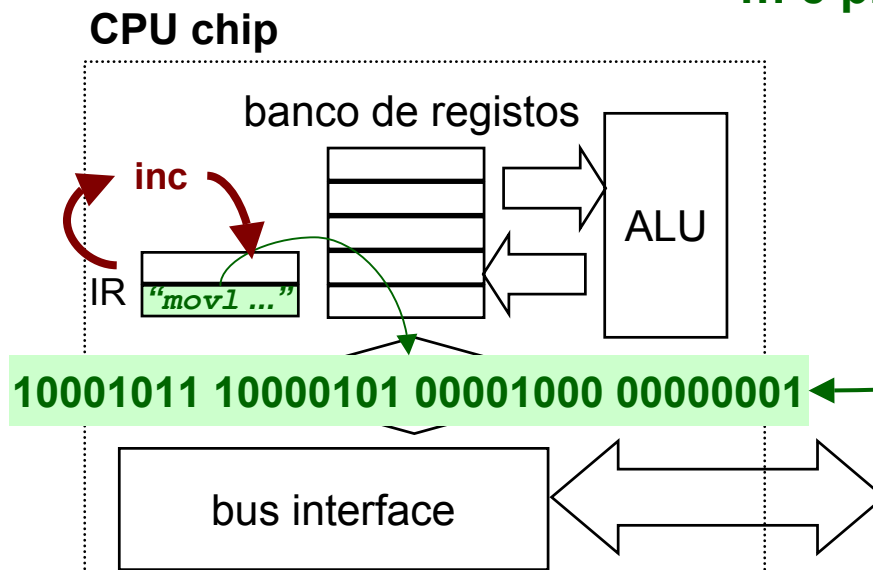 CPU chip
banco de registos
inc
ALU
IR
"movl …"
10001011 10000101 00001000 00000001
bus interface